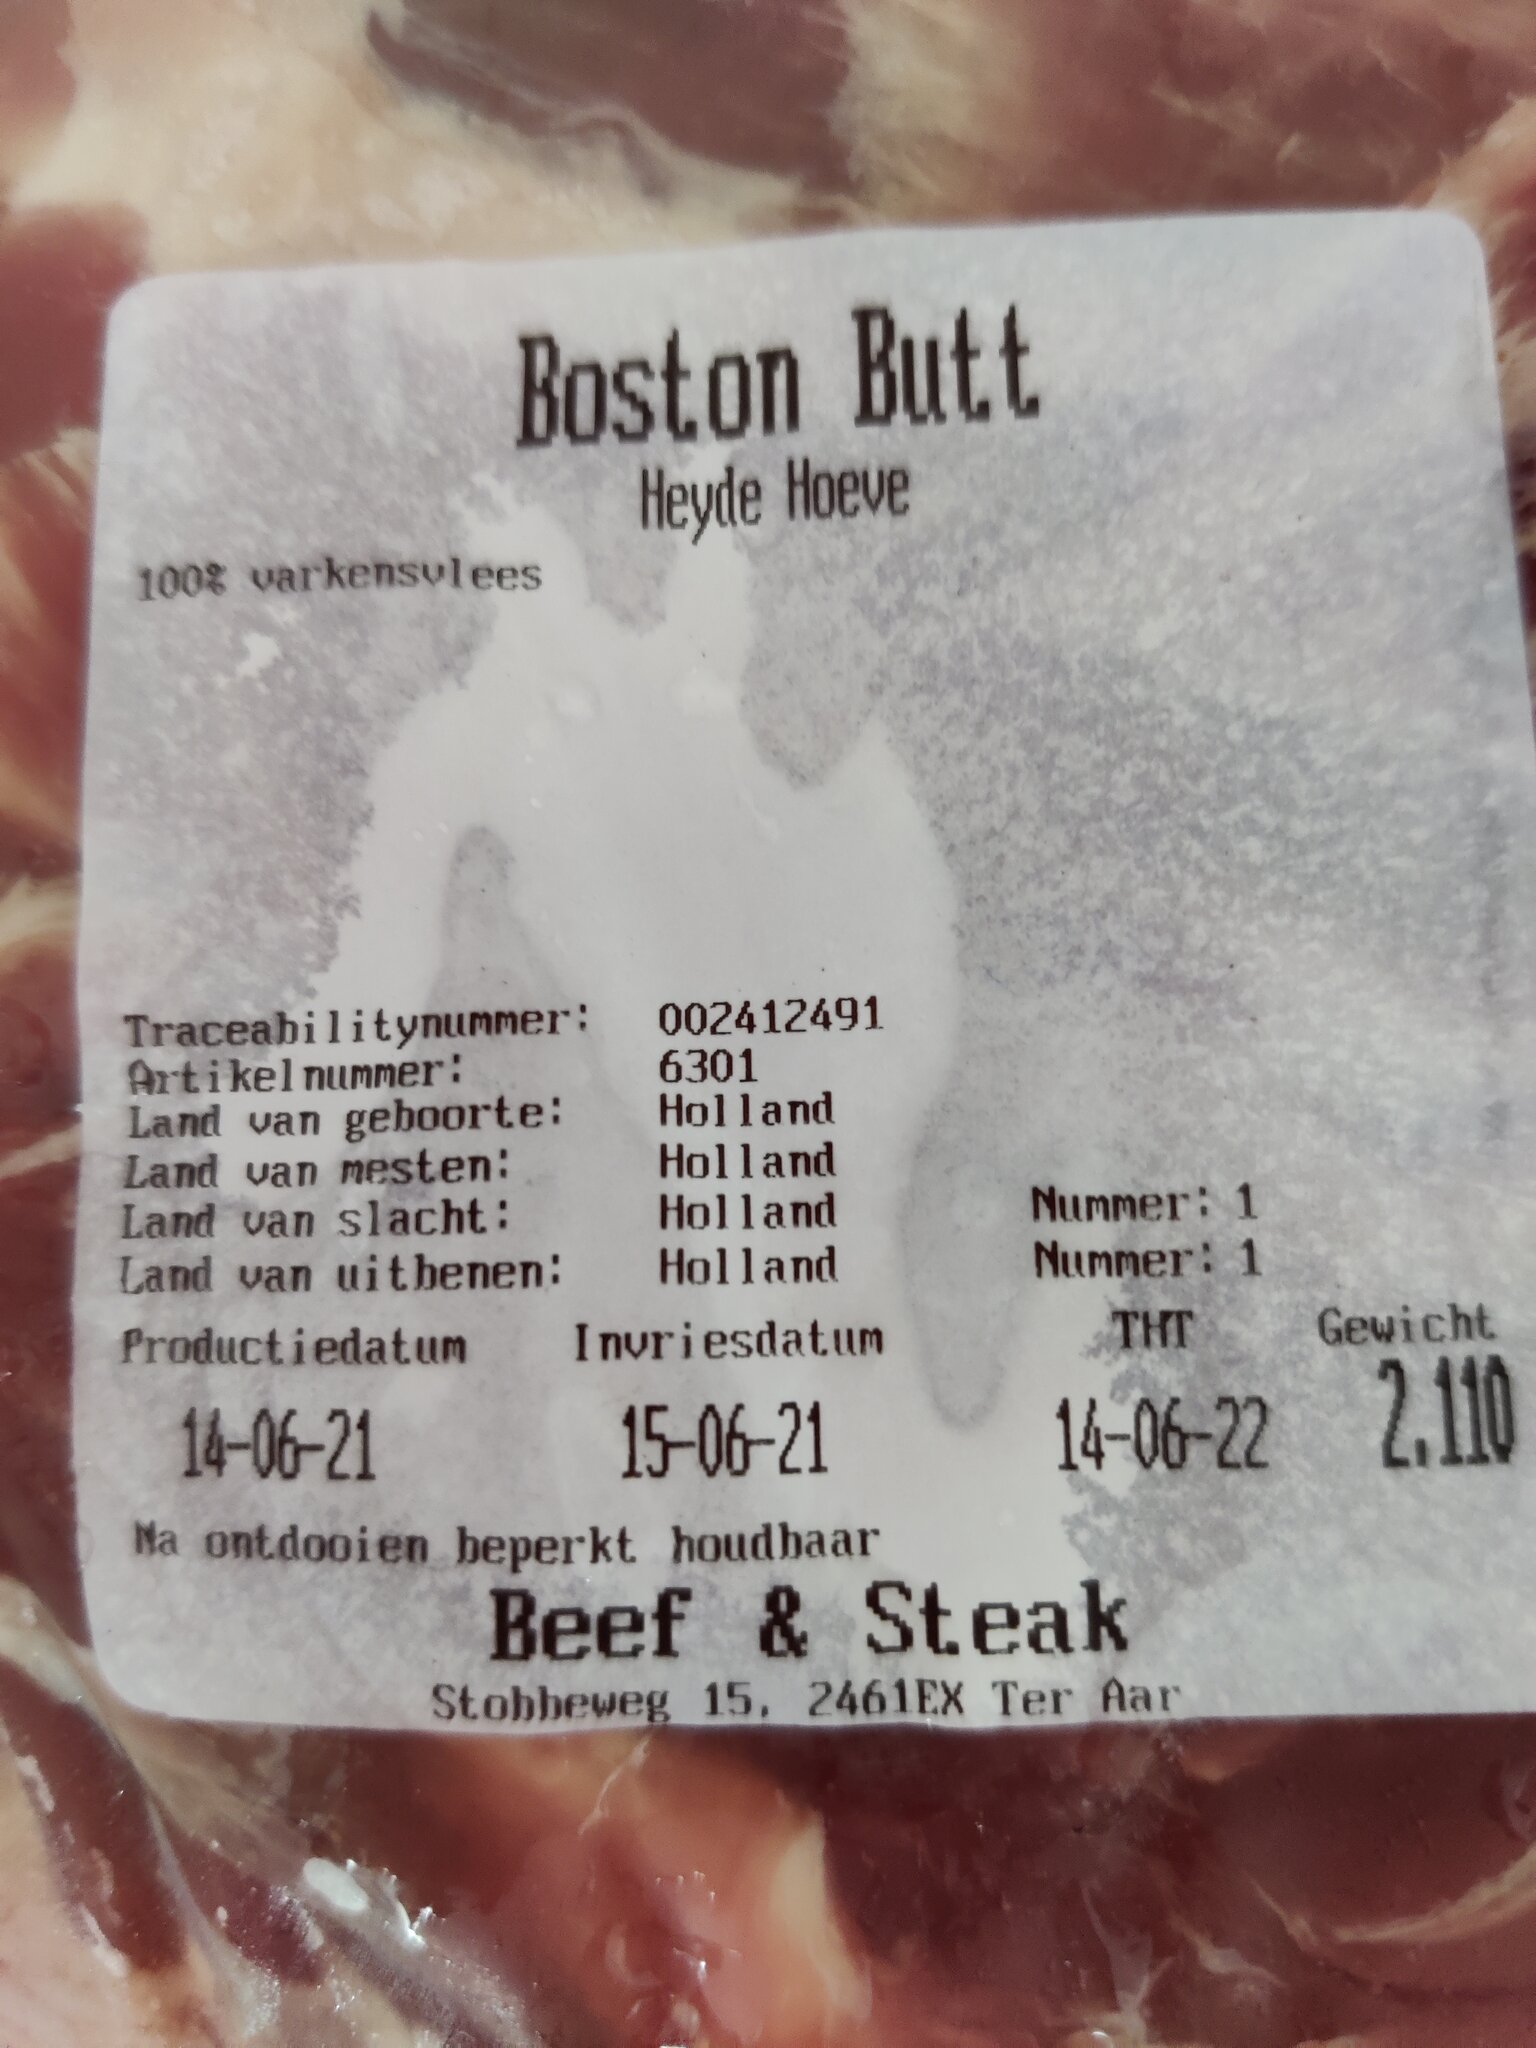 Boston Butt
Heyde Hoeve
100% varkensvlees
Traceabilitynummer: 002412491
Artikelnummer: 6301
Land van geboorte: Holland
Land van mesten: Holland
Land van slacht: Holland Nummer: 1
Land van uitbenen: Holland Nummer: 1
Productiedatum Invriesdatum THT Gewicht
14-06-21 15-06-21 14-06-22 2.110
Na ontdooien beperkt houdbaar
Beef & Steak
Stobbeweg 15, 2461EX Ter Aar